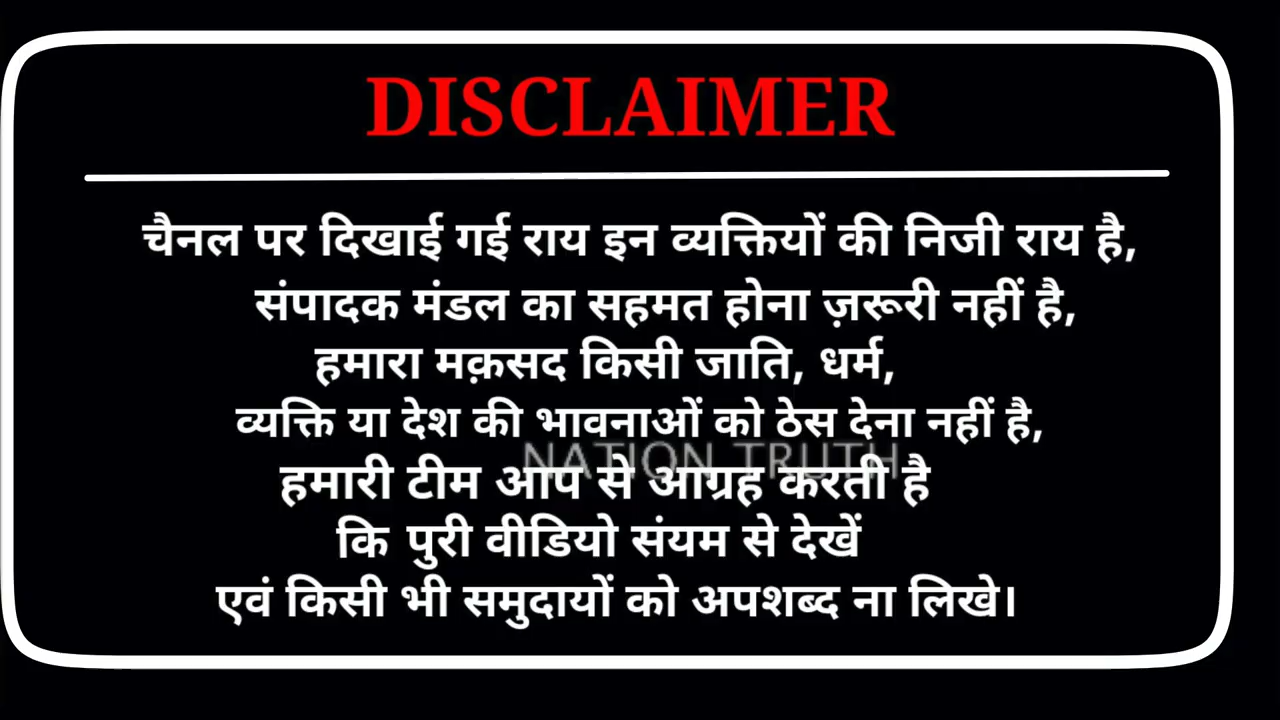 DISCLAIMER
चैनल पर दिखाई गई राय इन व्यक्तियों की निजी राय है,
संपादक मंडल का सहमत होना ज़रूरी नहीं है,
हमारा मक़सद किसी जाति, धर्म,
व्यक्ति या देश की भावनाओं को ठेस देना नहीं है,
NATION TRUTH
हमारी टीम आप से आग्रह करती है
कि पुरी वीडियो संयम से देखें
एवं किसी भी समुदायों को अपशब्द ना लिखे।